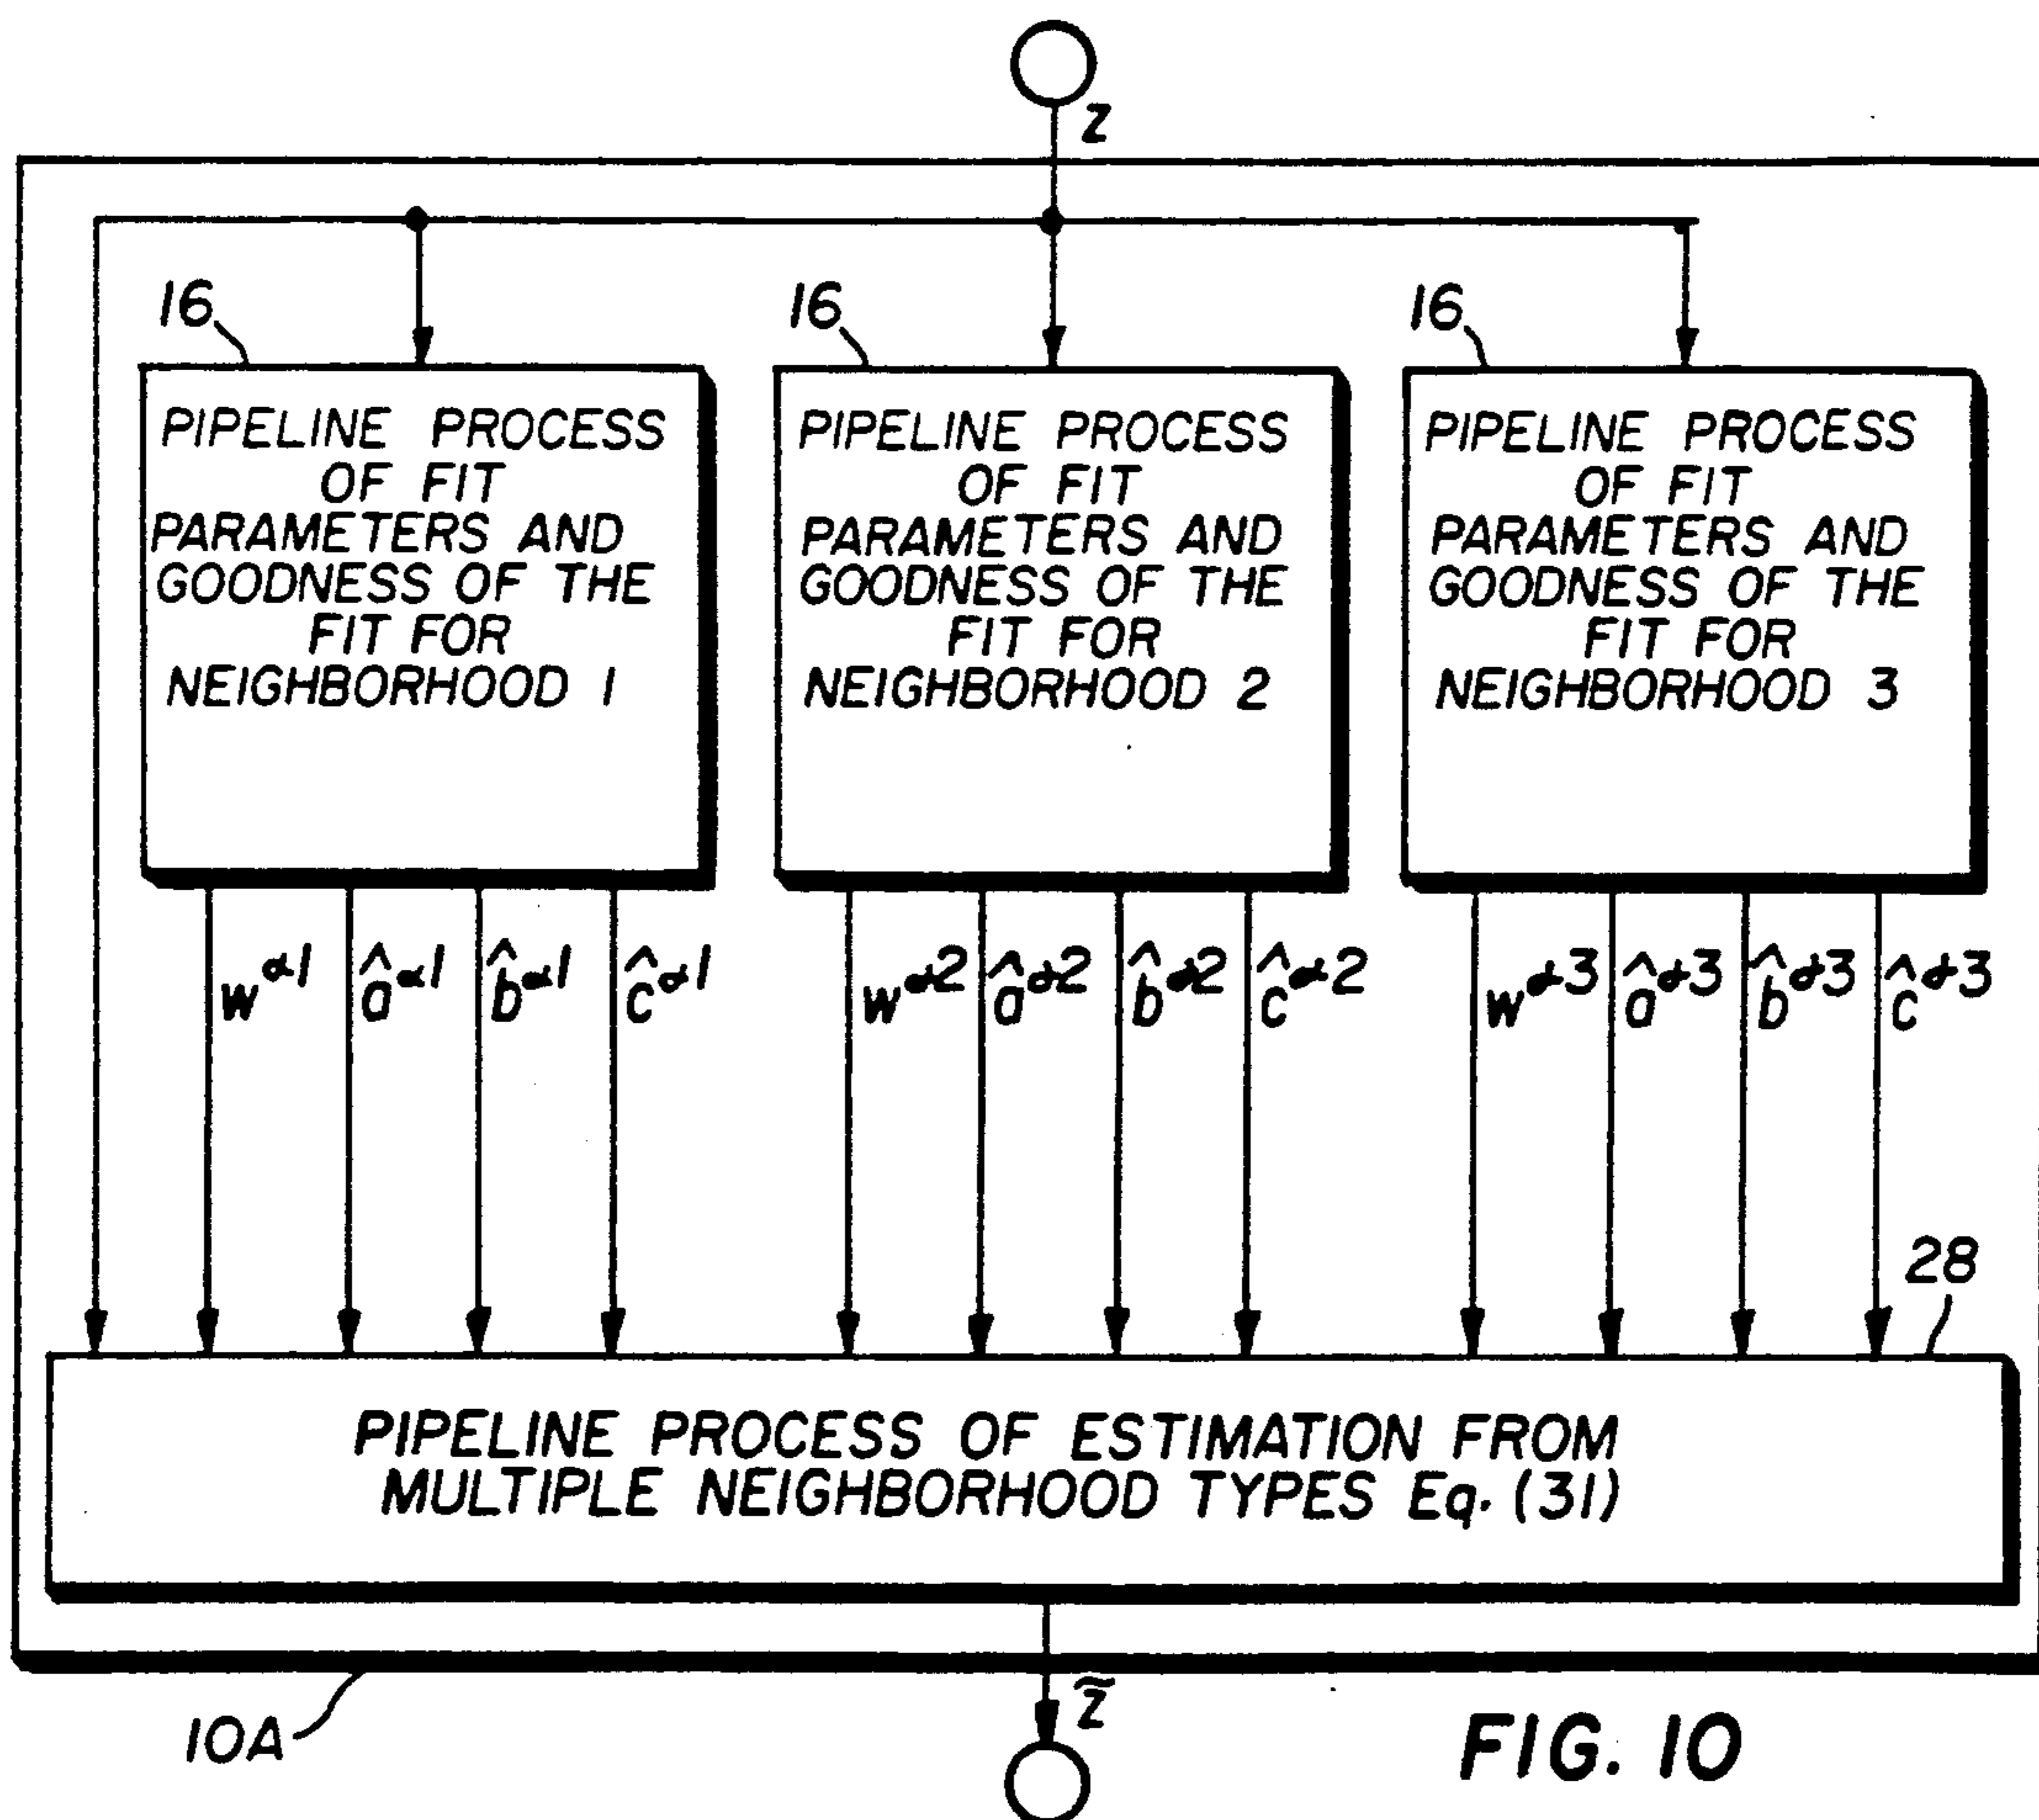 z
16
16
16
PIPELINE PROCESS
OF FIT
PARAMETERS AND
GOODNESS OF THE
FIT FOR
NEIGHBORHOOD 1
PIPELINE PROCESS
OF FIT
PARAMETERS AND
GOODNESS OF THE
FIT FOR
NEIGHBORHOOD 2
PIPELINE PROCESS
OF FIT
PARAMETERS AND
GOODNESS OF THE
FIT FOR
NEIGHBORHOOD 3
w^α1 â^α1 b̂^α1 ĉ^α1
w^α2 â^α2 b̂^α2 ĉ^α2
w^α3 â^α3 b̂^α3 ĉ^α3
28
PIPELINE PROCESS OF ESTIMATION FROM
MULTIPLE NEIGHBORHOOD TYPES Eq. (31)
10A
z̃
FIG. 10